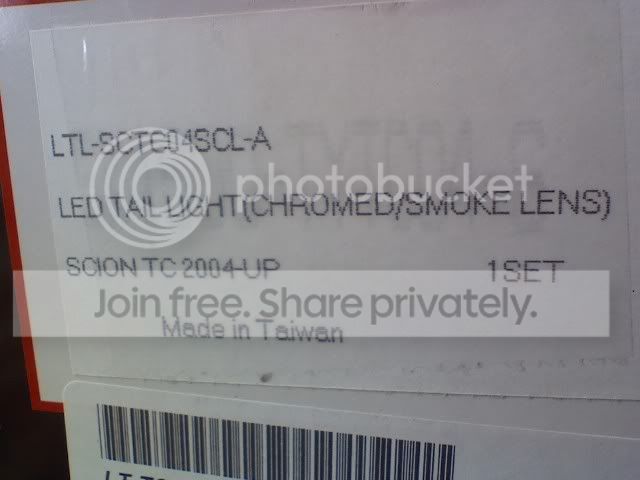 LTL-SCTC04SCL-A
photobucket
LED TAIL LIGHT(CHROMED/SMOKE LENS)
SCION TC 2004-UP 1SET
Join free. Share privately.
Made in Taiwan